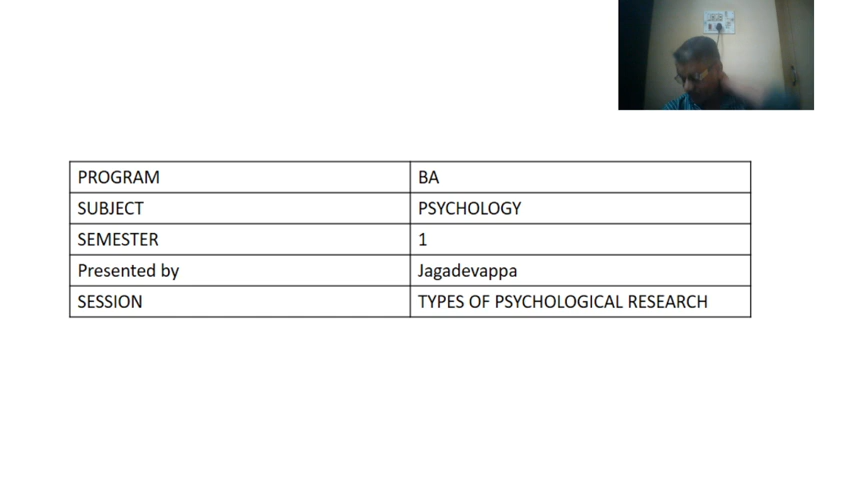 PROGRAM BA
SUBJECT PSYCHOLOGY
SEMESTER 1
Presented by Jagadevappa
SESSION TYPES OF PSYCHOLOGICAL RESEARCH